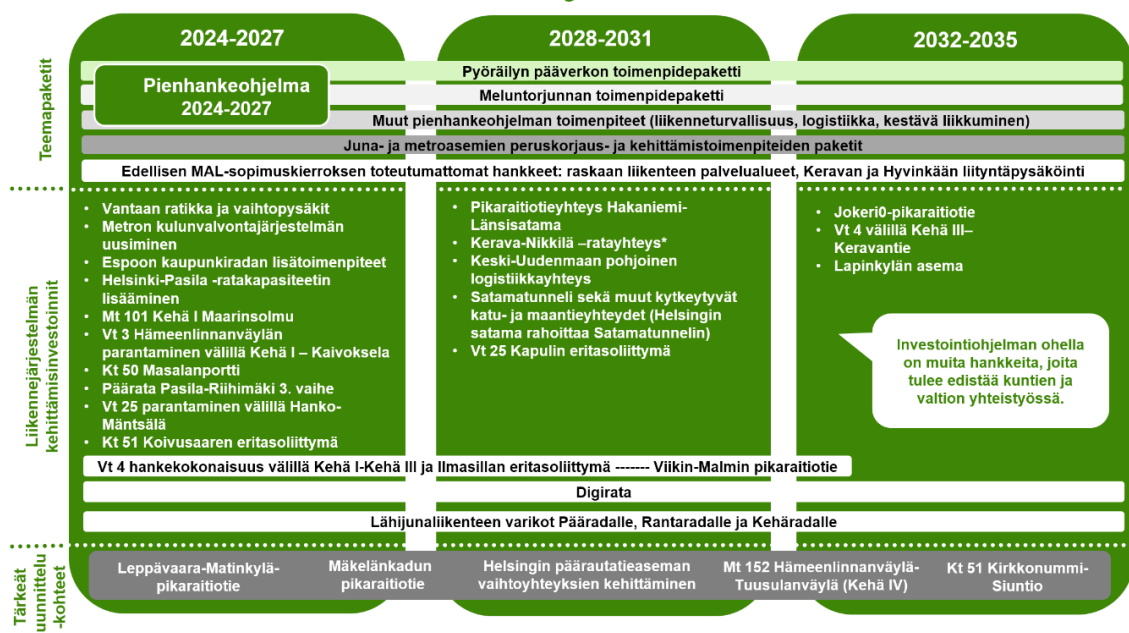 2024-2027
2028-2031
2032-2035
Teemapaketit
Pyöräilyn pääverkon toimenpidepaketti
Pienhankeohjelma
2024-2027
Meluntorjunnan toimenpidepaketti
Muut pienhankeohjelman toimenpiteet (liikenneturvallisuus, logistiikka, kestävä liikkuminen)
Juna- ja metroasemien peruskorjaus- ja kehittämistoimenpiteiden paketit
Edellisen MAL-sopimuskierroksen toteutumattomat hankkeet: raskaan liikenteen palvelualueet, Keravan ja Hyvinkään liityntäpysäköinti
Liikennejärjestelmän
kehittämisinvestoinnit
• Vantaan ratikka ja vaihtopysäkit
• Metron kulunvalvontajärjestelmän
uusiminen
• Espoon kaupunkiradan lisätoimenpiteet
• Helsinki-Pasila -ratakapasiteetin
lisääminen
• Mt 101 Kehä I Maarinsolmu
• Vt 3 Hämeenlinnanväylän
parantaminen välillä Kehä I – Kaivoksela
• Kt 50 Masalanportti
• Päärata Pasila-Riihimäki 3. vaihe
• Vt 25 parantaminen välillä Hanko-
Mäntsälä
• Kt 51 Koivusaaren eritasoliittymä
• Pikaraitiotieyhteys Hakaniemi-
Länsisatama
• Kerava-Nikkilä –ratayhteys*
• Keski-Uudenmaan pohjoinen
logistiikkayhteys
• Satamatunneli sekä muut kytkeytyvät
katu- ja maantieyhteydet (Helsingin
satama rahoittaa Satamatunnelin)
• Vt 25 Kapulin eritasoliittymä
• Jokeri0-pikaraitiotie
• Vt 4 välillä Kehä III–
Keravantie
• Lapinkylän asema
Investointiohjelman ohella
on muita hankkeita, joita
tulee edistää kuntien ja
valtion yhteistyössä.
Vt 4 hankekokonaisuus välillä Kehä I-Kehä III ja Ilmasillan eritasoliittymä ------- Viikin-Malmin pikaraitiotie
Digirata
Lähijunaliikenteen varikot Pääradalle, Rantaradalle ja Kehäradalle
Tärkeät
uunnittelu
-kohteet
Leppävaara-Matinkylä-
pikaraitiotie
Mäkelänkadun
pikaraitiotie
Helsingin päärautatieaseman
vaihtoyhteyksien kehittäminen
Mt 152 Hämeenlinnanväylä-
Tuusulanväylä (Kehä IV)
Kt 51 Kirkkonummi-
Siuntio